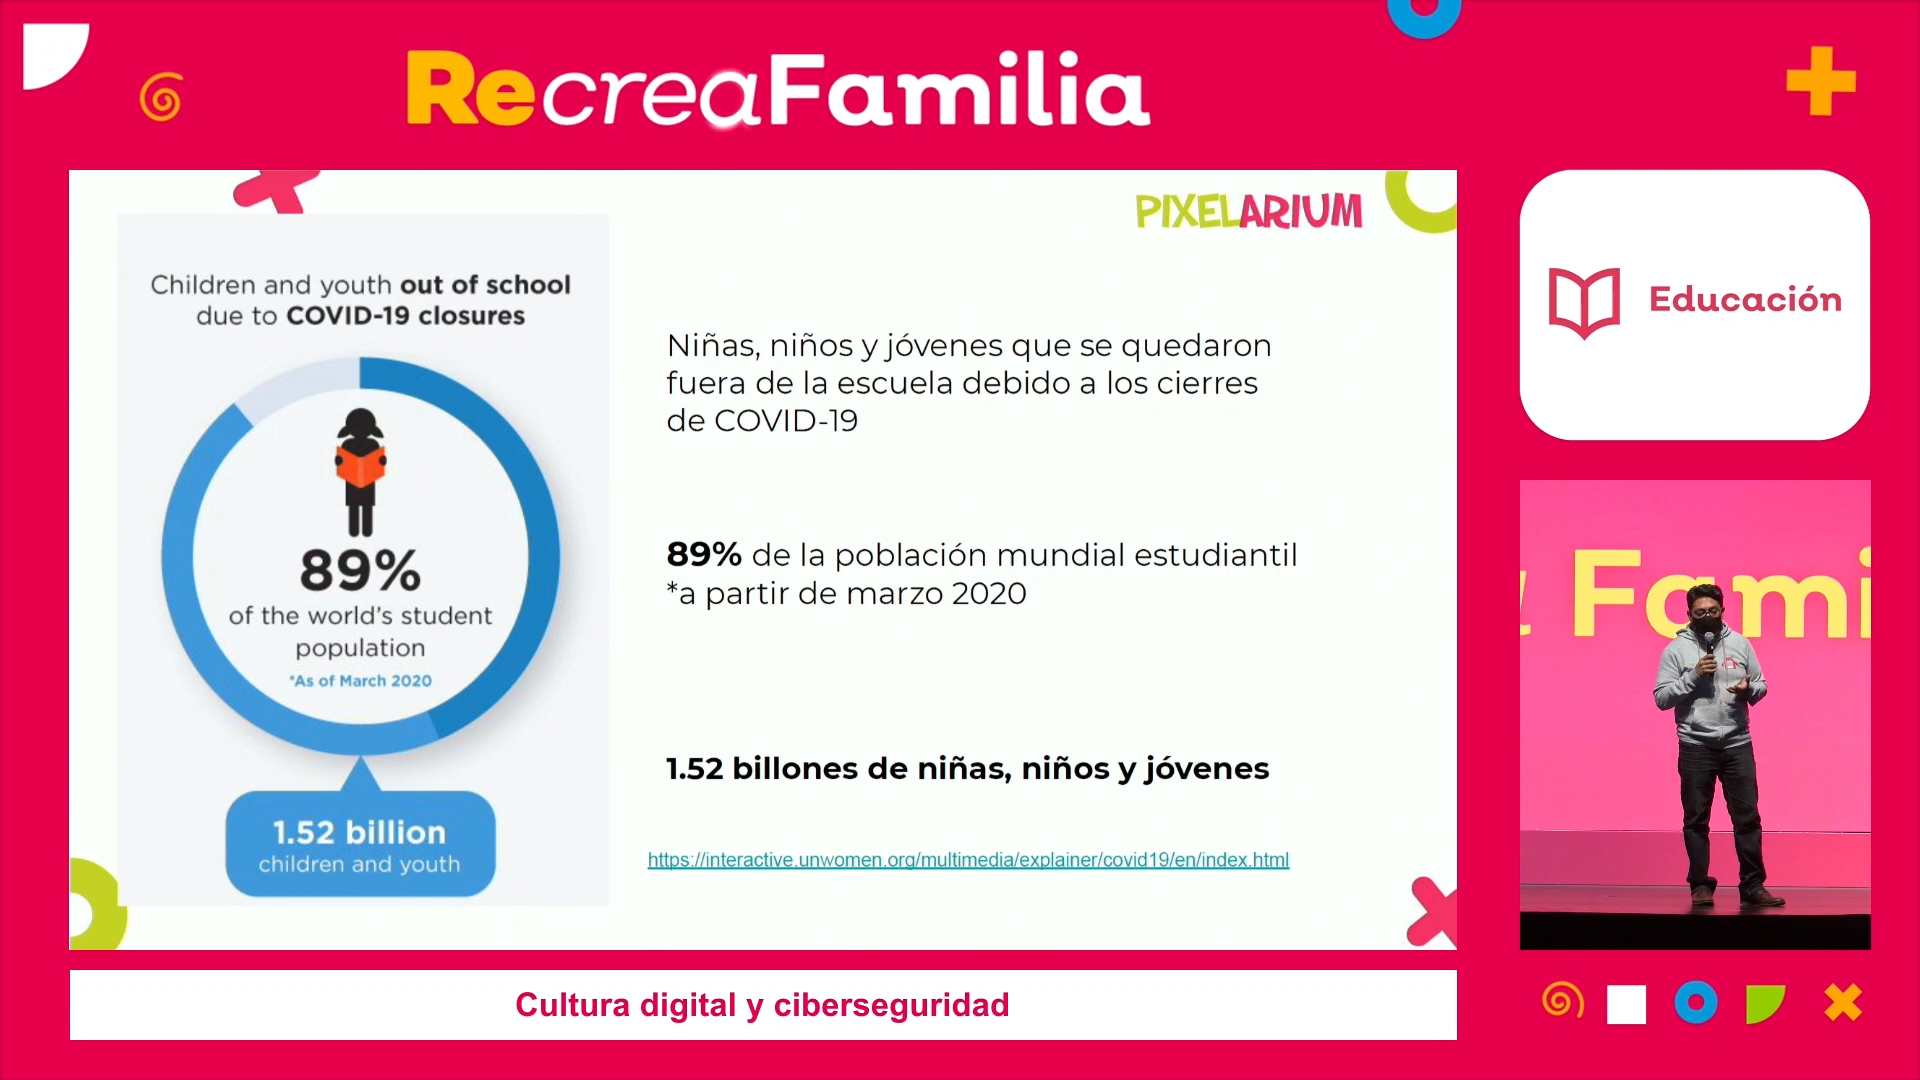 RecreaFamilia
PIXELARIUM
Children and youth out of school
due to COVID-19 closures
89%
of the world's student
population
*As of March 2020
1.52 billion
children and youth
Niñas, niños y jóvenes que se quedaron
fuera de la escuela debido a los cierres
de COVID-19
89% de la población mundial estudiantil
*a partir de marzo 2020
1.52 billones de niñas, niños y jóvenes
https://interactive.unwomen.org/multimedia/explainer/covid19/en/index.html
Educación
a Fami
Cultura digital y ciberseguridad